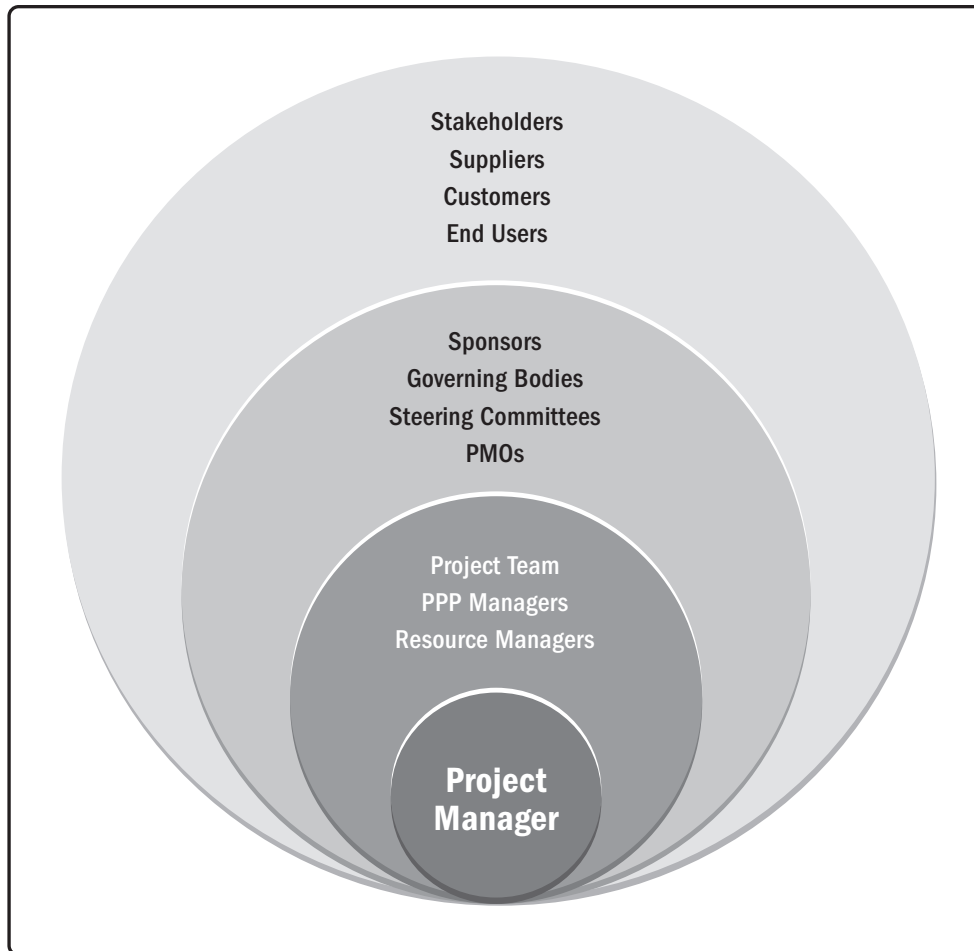 Stakeholders
Suppliers
Customers
End Users
Sponsors
Governing Bodies
Steering Committees
PMOs
Project Team
PPP Managers
Resource Managers
Project
Manager